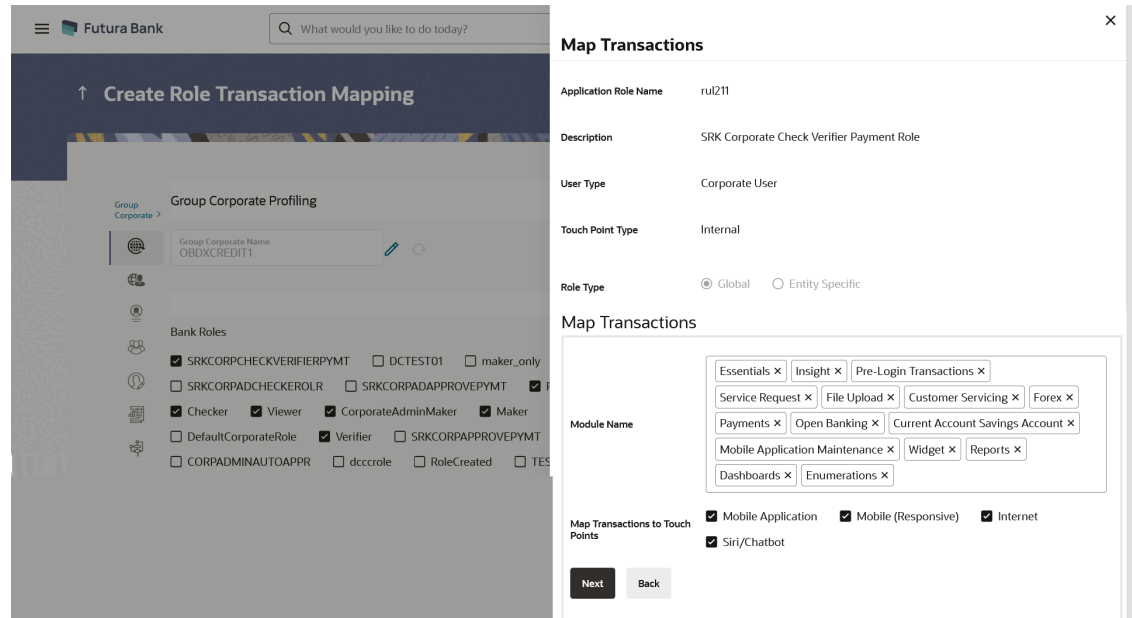 Futura Bank
What would you like to do today?
↑ Create Role Transaction Mapping
Group
Corporate >
Group Corporate Profiling
Group Corporate Name
OBDXCREDIT1
Bank Roles
SRKCORPCHECKVERIFIERPYMT DCTEST01 maker_only
SRKCORPADCHECKEROLR SRKCORPADAPPROVEPYMT
Checker Viewer CorporateAdminMaker Maker
DefaultCorporateRole Verifier SRKCORPAPPROVEPYMT
CORPADMINAUTOAPPR dcccrole RoleCreated TES
×
Map Transactions
Application Role Name rul211
Description SRK Corporate Check Verifier Payment Role
User Type Corporate User
Touch Point Type Internal
Role Type Global Entity Specific
Map Transactions
Module Name
Essentials × Insight × Pre-Login Transactions ×
Service Request × File Upload × Customer Servicing × Forex ×
Payments × Open Banking × Current Account Savings Account ×
Mobile Application Maintenance × Widget × Reports ×
Dashboards × Enumerations ×
Map Transactions to Touch
Points
Mobile Application Mobile (Responsive) Internet
Siri/Chatbot
Next Back